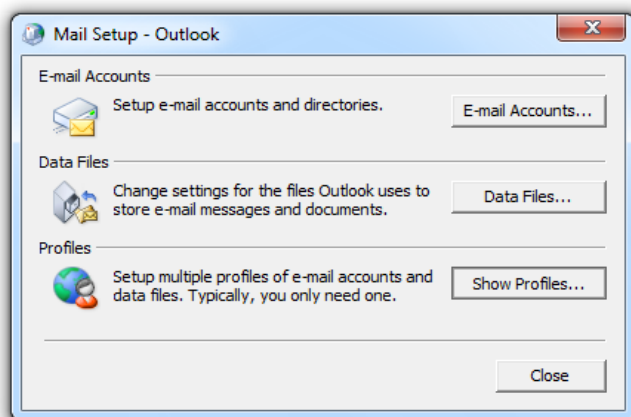 Mail Setup - Outlook
E-mail Accounts
Setup e-mail accounts and directories.
E-mail Accounts...
Data Files
Change settings for the files Outlook uses to
store e-mail messages and documents.
Data Files...
Profiles
Setup multiple profiles of e-mail accounts and
data files. Typically, you only need one.
Show Profiles...
Close